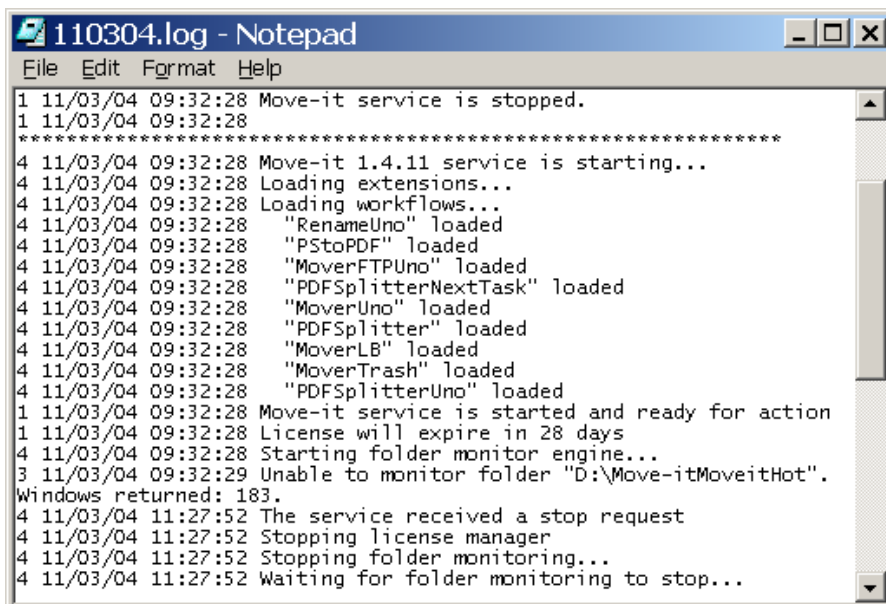 110304.log - Notepad
File Edit Format Help
1 11/03/04 09:32:28 Move-it service is stopped.
1 11/03/04 09:32:28
****************************************************************
4 11/03/04 09:32:28 Move-it 1.4.11 service is starting...
4 11/03/04 09:32:28 Loading extensions...
4 11/03/04 09:32:28 Loading workflows...
4 11/03/04 09:32:28 "RenameUno" loaded
4 11/03/04 09:32:28 "PStoPDF" loaded
4 11/03/04 09:32:28 "MoverFTPUno" loaded
4 11/03/04 09:32:28 "PDFSplitterNextTask" loaded
4 11/03/04 09:32:28 "MoverUno" loaded
4 11/03/04 09:32:28 "PDFSplitter" loaded
4 11/03/04 09:32:28 "MoverLB" loaded
4 11/03/04 09:32:28 "MoverTrash" loaded
4 11/03/04 09:32:28 "PDFSplitterUno" loaded
1 11/03/04 09:32:28 Move-it service is started and ready for action
1 11/03/04 09:32:28 License will expire in 28 days
4 11/03/04 09:32:28 Starting folder monitor engine...
3 11/03/04 09:32:29 Unable to monitor folder "D:\Move-itMoveitHot".
Windows returned: 183.
4 11/03/04 11:27:52 The service received a stop request
4 11/03/04 11:27:52 Stopping license manager
4 11/03/04 11:27:52 Stopping folder monitoring...
4 11/03/04 11:27:52 Waiting for folder monitoring to stop...